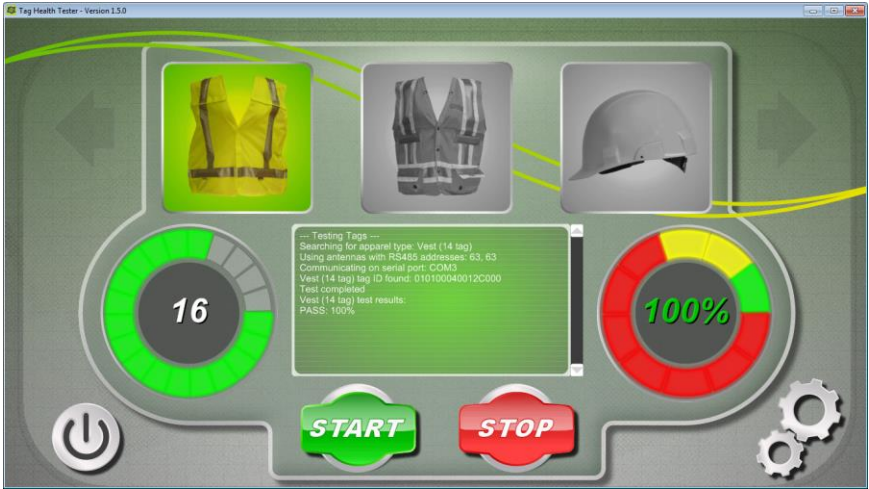 Tag Health Tester - Version 1.5.0
--- Testing Tags ---
Searching for apparel type: Vest (14 tag)
Using antennas with RS485 addresses: 63, 63
Communicating on serial port: COM3
Vest (14 tag) tag ID found: 010100040012C000
Test completed
Vest (14 tag) test results:
PASS: 100%
16
100%
START
STOP